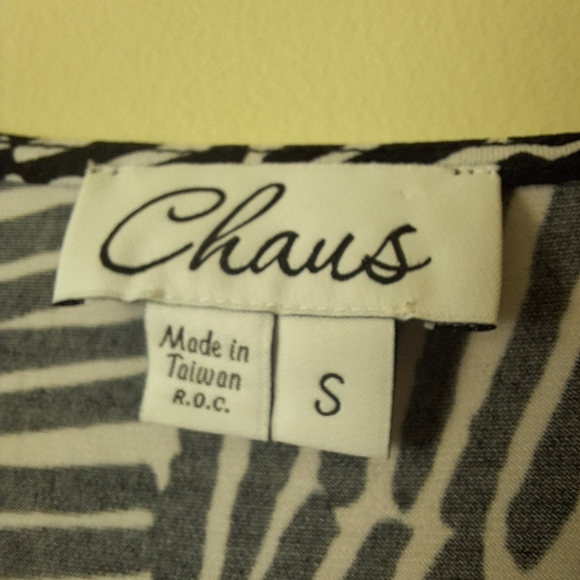 Chaus
Made in
Taiwan
R.O.C.
S